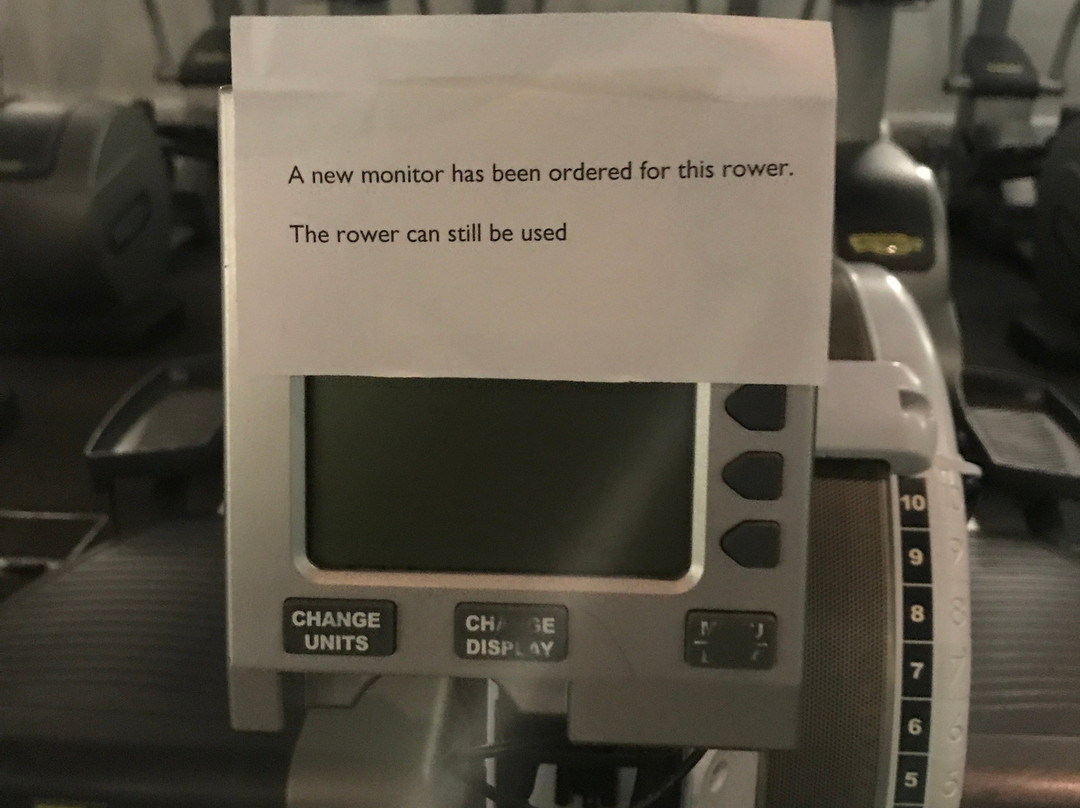 A new monitor has been ordered for this rower.
The rower can still be used
CHANGE
UNITS
DISPLAY
10
9
8
7
6
5